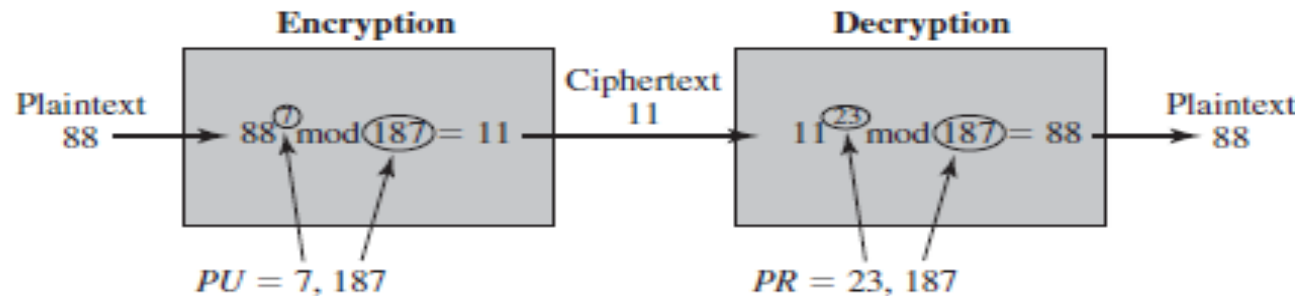 Encryption
Decryption
Plaintext
88
88^7 mod 187 = 11
Ciphertext
11
11^23 mod 187 = 88
Plaintext
88
PU = 7, 187
PR = 23, 187